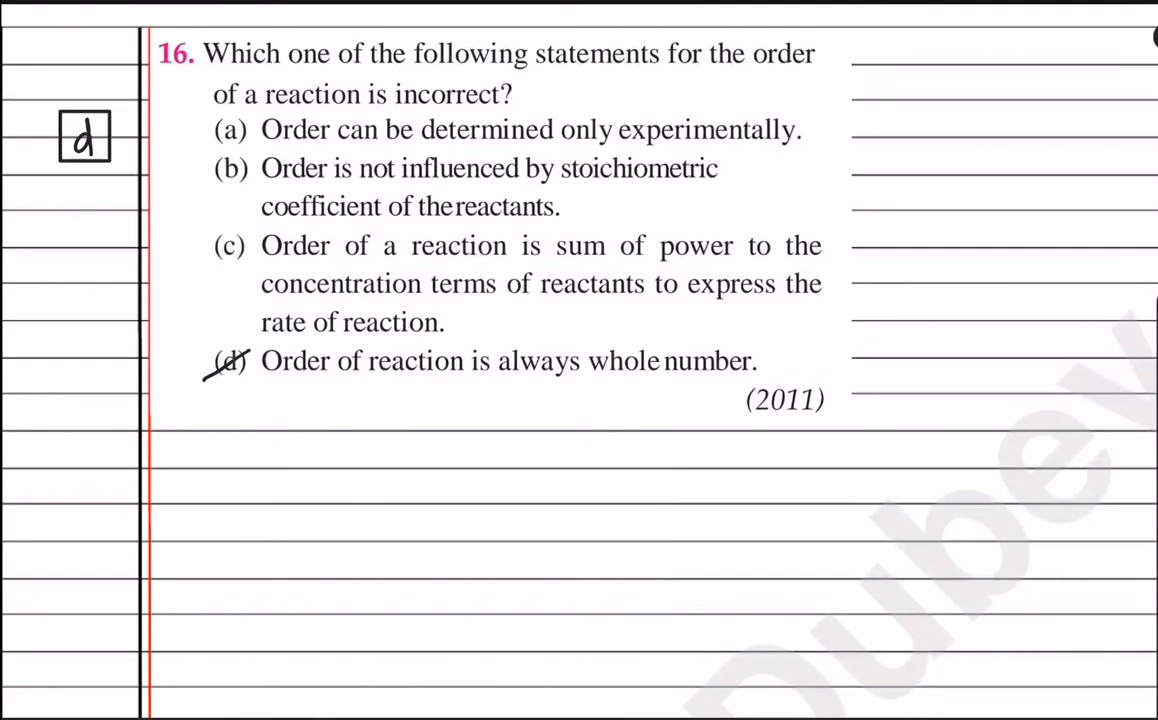 16. Which one of the following statements for the order
of a reaction is incorrect?
d
(a) Order can be determined only experimentally.
(b) Order is not influenced by stoichiometric
coefficient of thereactants.
(c) Order of a reaction is sum of power to the
concentration terms of reactants to express the
rate of reaction.
(d) Order of reaction is always whole number.
(2011)
Dubey